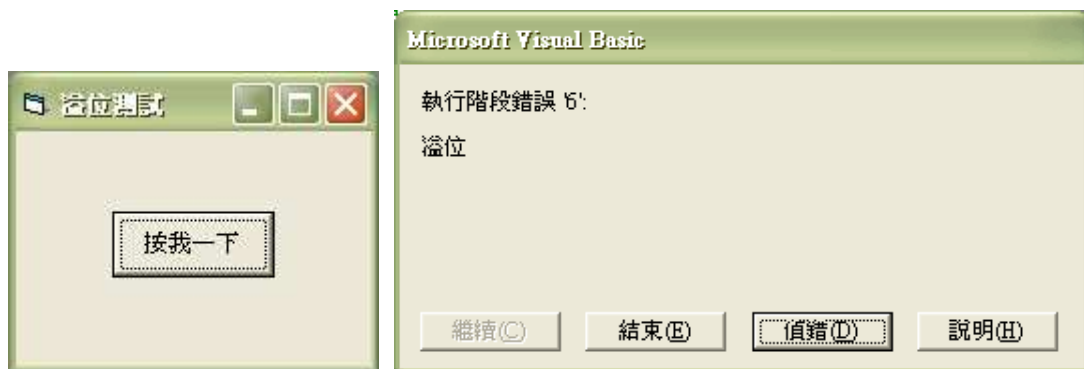 溢位測試
按我一下
Microsoft Visual Basic
執行階段錯誤 '6':
溢位
繼續(C)
結束(E)
偵錯(D)
說明(H)